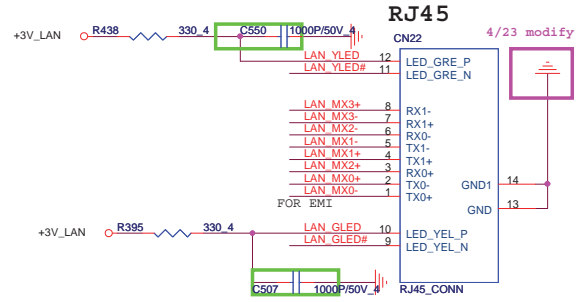 RJ45
4/23 modify
R438 330_4 C550 1000P/50V_4
CN22
+3V_LAN
LAN_YLED 12 LED_GRE_P
LAN_YLED# 11 LED_GRE_N
LAN_MX3+ 8 RX1-
LAN_MX3- 7 RX1+
LAN_MX2- 6 RX0-
LAN_MX1- 5 TX1-
LAN_MX1+ 4 TX1+
LAN_MX2+ 3 RX0+
LAN_MX0+ 2 TX0-
LAN_MX0- 1 TX0+
GND1 14
GND 13
FOR EMI
R395 330_4
+3V_LAN
LAN_GLED 10 LED_YEL_P
LAN_GLED# 9 LED_YEL_N
C507 1000P/50V_4
RJ45_CONN